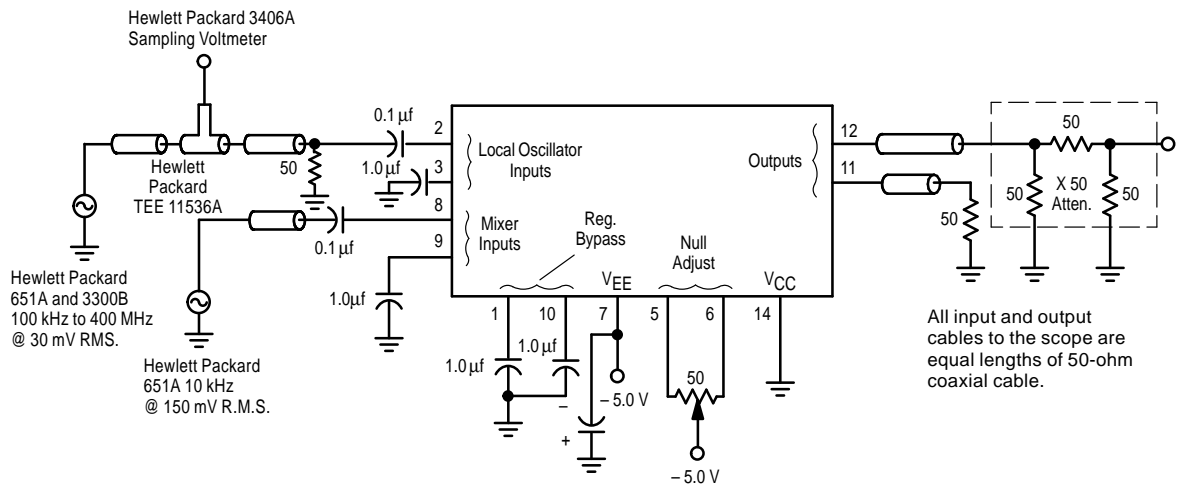 Hewlett Packard 3406A
Sampling Voltmeter
0.1 µf
2
12
50
Local Oscillator
Inputs
Outputs
50
1.0 µf
3
11
Hewlett
Packard
TEE 11536A
50
X 50
Atten.
50
8
Mixer
Inputs
Reg.
Bypass
Null
Adjust
50
0.1 µf
9
Hewlett Packard
651A and 3300B
100 kHz to 400 MHz
@ 30 mV RMS.
1.0µf
VEE
VCC
1
10
7
5
6
14
All input and output
cables to the scope are
equal lengths of 50-ohm
coaxial cable.
Hewlett Packard
651A 10 kHz
@ 150 mV R.M.S.
1.0 µf
1.0 µf
50
– 5.0 V
–
+
– 5.0 V